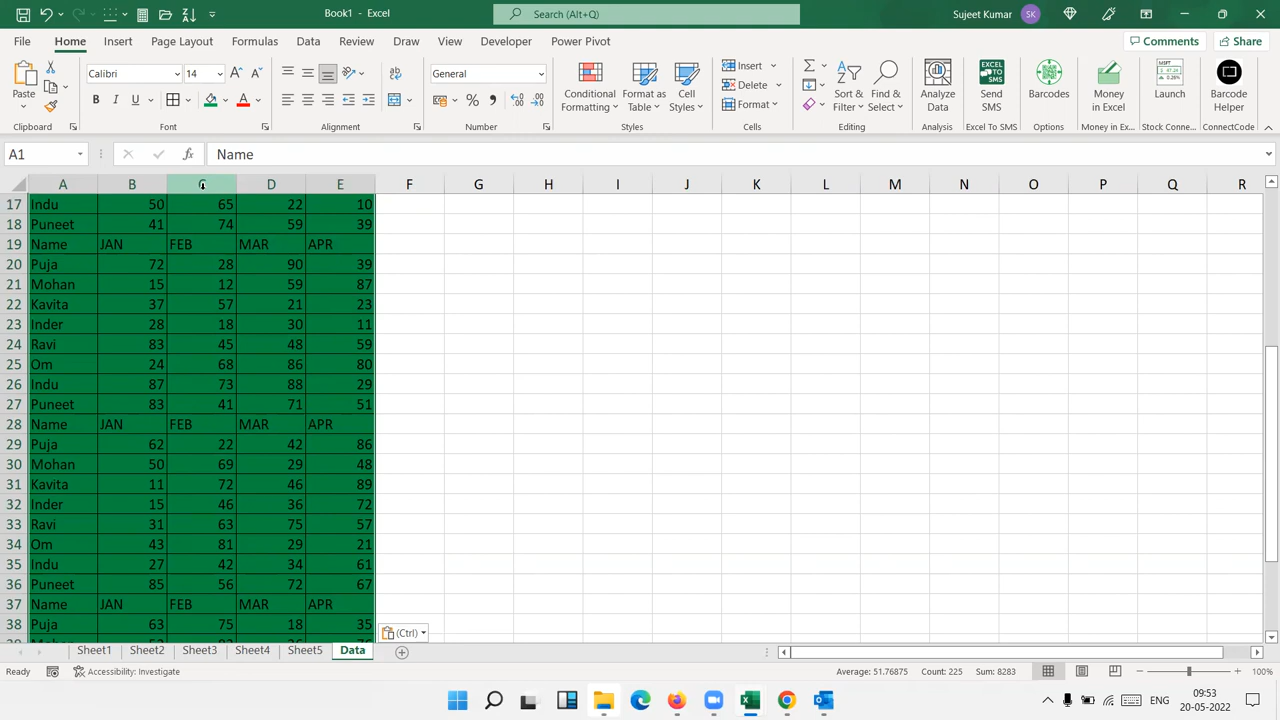 Book1 - Excel
Search (Alt+Q)
Sujeet Kumar SK
File Home Insert Page Layout Formulas Data Review View Draw Developer Power Pivot
Comments Share
Paste
Calibri 14
B I U
General
Conditional Formatting
Format as Table
Cell Styles
Insert
Delete
Format
Sort & Filter
Find & Select
Analyze Data
Send SMS
Barcodes
Money in Excel
Launch
Barcode Helper
Clipboard Font Alignment Number Styles Cells Editing Analysis Excel To SMS Options Money in Ex... Stock Conne... ConnectCode
A1 fx Name
A B C D E F G H I J K L M N O P Q R
17 Indu 50 65 22 10
18 Puneet 41 74 59 39
19 Name JAN FEB MAR APR
20 Puja 72 28 90 39
21 Mohan 15 12 59 87
22 Kavita 37 57 21 23
23 Inder 28 18 30 11
24 Ravi 83 45 48 59
25 Om 24 68 86 80
26 Indu 87 73 88 29
27 Puneet 83 41 71 51
28 Name JAN FEB MAR APR
29 Puja 62 22 42 86
30 Mohan 50 69 29 48
31 Kavita 11 72 46 89
32 Inder 15 46 36 72
33 Ravi 31 63 75 57
34 Om 43 81 29 21
35 Indu 27 42 34 61
36 Puneet 85 56 72 67
37 Name JAN FEB MAR APR
38 Puja 63 75 18 35
(Ctrl)
Sheet1 Sheet2 Sheet3 Sheet4 Sheet5 Data
Ready Accessibility: Investigate Average: 51.76875 Count: 225 Sum: 8283 100%
ENG 09:53
20-05-2022